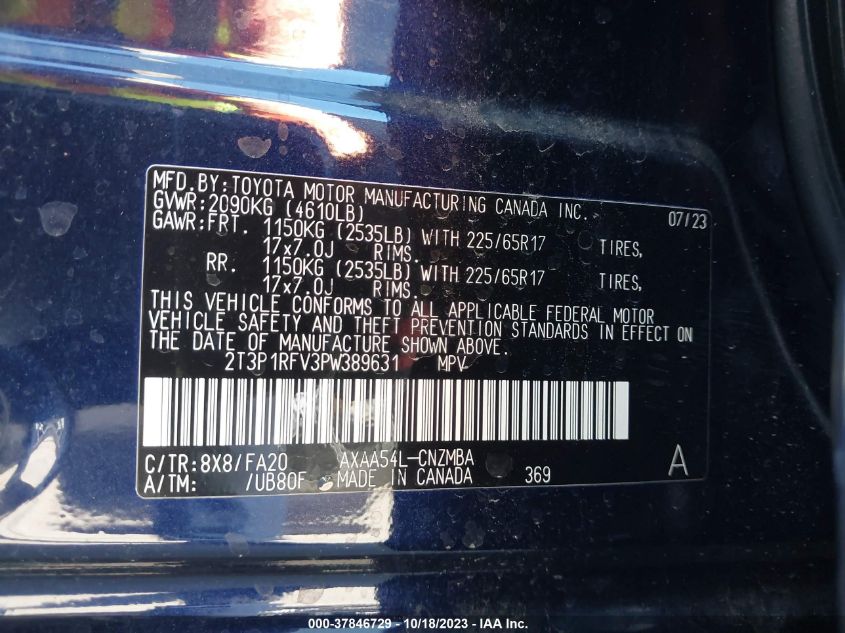 MFD.BY:TOYOTA MOTOR MANUFACTURING CANADA INC. 07/23
GVWR:2090KG (4610LB)
GAWR:FRT. 1150KG (2535LB) WITH 225/65R17 TIRES,
17x7.0J RIMS.
RR. 1150KG (2535LB) WITH 225/65R17 TIRES,
17x7.0J RIMS.
THIS VEHICLE CONFORMS TO ALL APPLICABLE FEDERAL MOTOR
VEHICLE SAFETY AND THEFT PREVENTION STANDARDS IN EFFECT ON
THE DATE OF MANUFACTURE SHOWN ABOVE.
2T3P1RFV3PW389631 MPV
C/TR:8X8/FA20 AXAA54L-CNZMBA
A/TM: /UB80F MADE IN CANADA 369 A
000-37846729 - 10/18/2023 - IAA Inc.